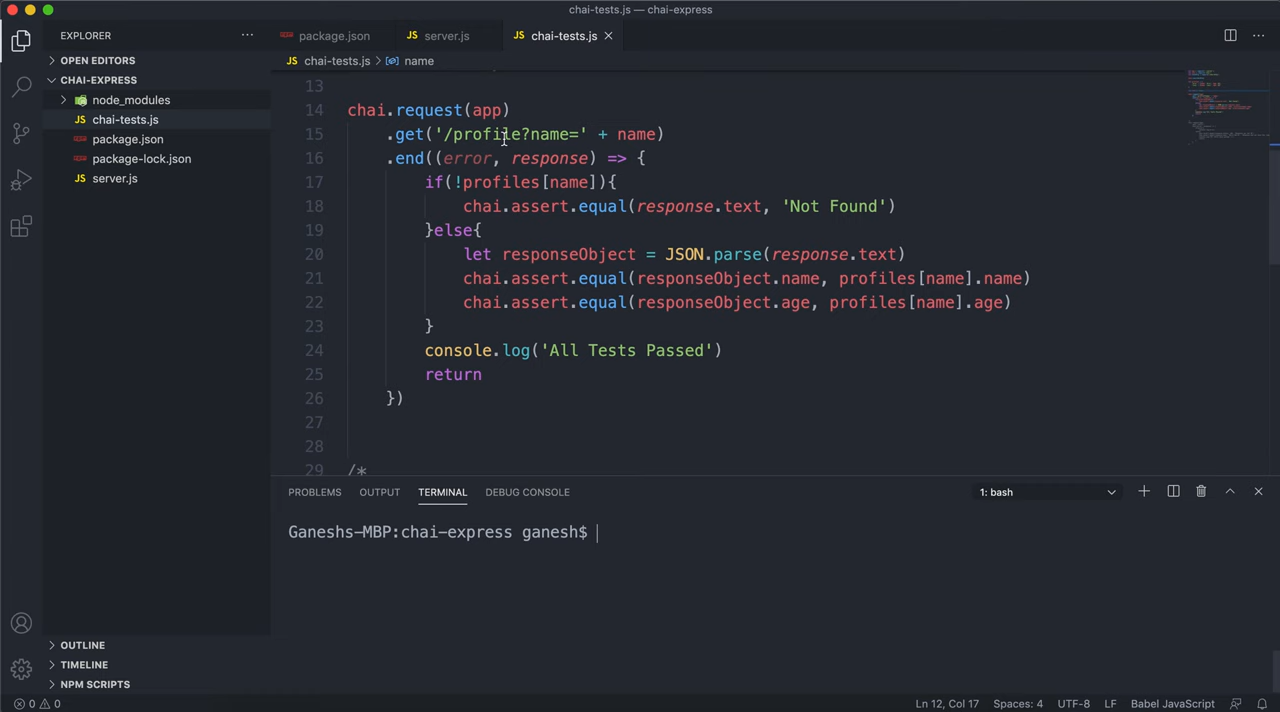 chai-tests.js — chai-express
EXPLORER
package.json
server.js
chai-tests.js
OPEN EDITORS
chai-tests.js > name
CHAI-EXPRESS
node_modules
chai-tests.js
package.json
package-lock.json
server.js
13
14 chai.request(app)
15 .get('/profile?name=' + name)
16 .end((error, response) => {
17 if(!profiles[name]){
18 chai.assert.equal(response.text, 'Not Found')
19 }else{
20 let responseObject = JSON.parse(response.text)
21 chai.assert.equal(responseObject.name, profiles[name].name)
22 chai.assert.equal(responseObject.age, profiles[name].age)
23 }
24 console.log('All Tests Passed')
25 return
26 })
27
28
29 /*
PROBLEMS OUTPUT TERMINAL DEBUG CONSOLE
1: bash
Ganeshs-MBP:chai-express ganesh$
OUTLINE
TIMELINE
NPM SCRIPTS
0 0
Ln 12, Col 17 Spaces: 4 UTF-8 LF Babel JavaScript